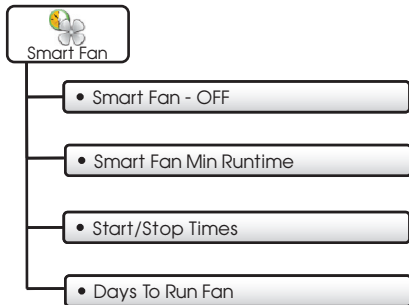 Smart Fan
• Smart Fan - OFF
• Smart Fan Min Runtime
• Start/Stop Times
• Days To Run Fan